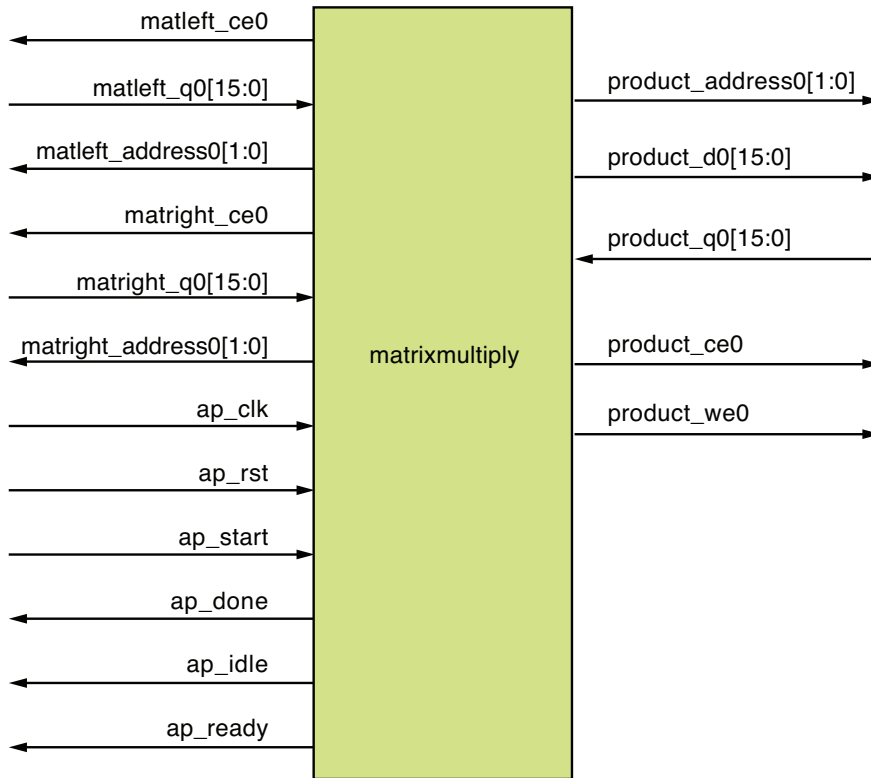 matleft_ce0
matleft_q0[15:0]
matleft_address0[1:0]
matright_ce0
matright_q0[15:0]
matright_address0[1:0]
ap_clk
ap_rst
ap_start
ap_done
ap_idle
ap_ready
matrixmultiply
product_address0[1:0]
product_d0[15:0]
product_q0[15:0]
product_ce0
product_we0